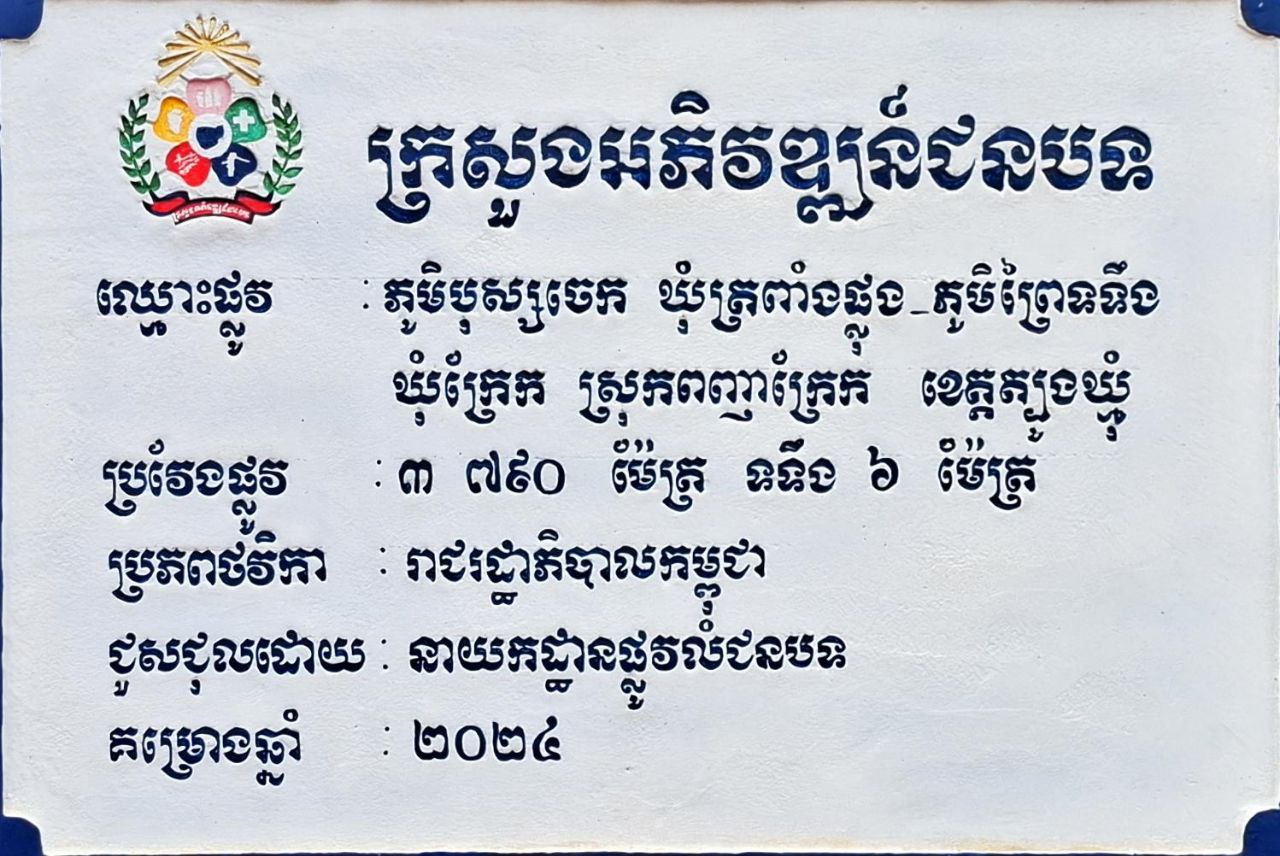 ក្រសួងអភិវឌ្ឍន៍ជនបទ
ឈ្មោះផ្លូវ : ភូមិបុស្សចេក ឃុំត្រពាំងផ្លុង_ភូមិព្រៃទទឹង
ឃុំក្រែក ស្រុកពញាក្រែក ខេត្តត្បូងឃ្មុំ
ប្រវែងផ្លូវ : ៣ ៧៩០ ម៉ែត្រ ទទឹង ៦ ម៉ែត្រ
ប្រភពថវិកា : រាជរដ្ឋាភិបាលកម្ពុជា
ជួសជុលដោយ : នាយកដ្ឋានផ្លូវលំជនបទ
គម្រោងឆ្នាំ : ២០២៤